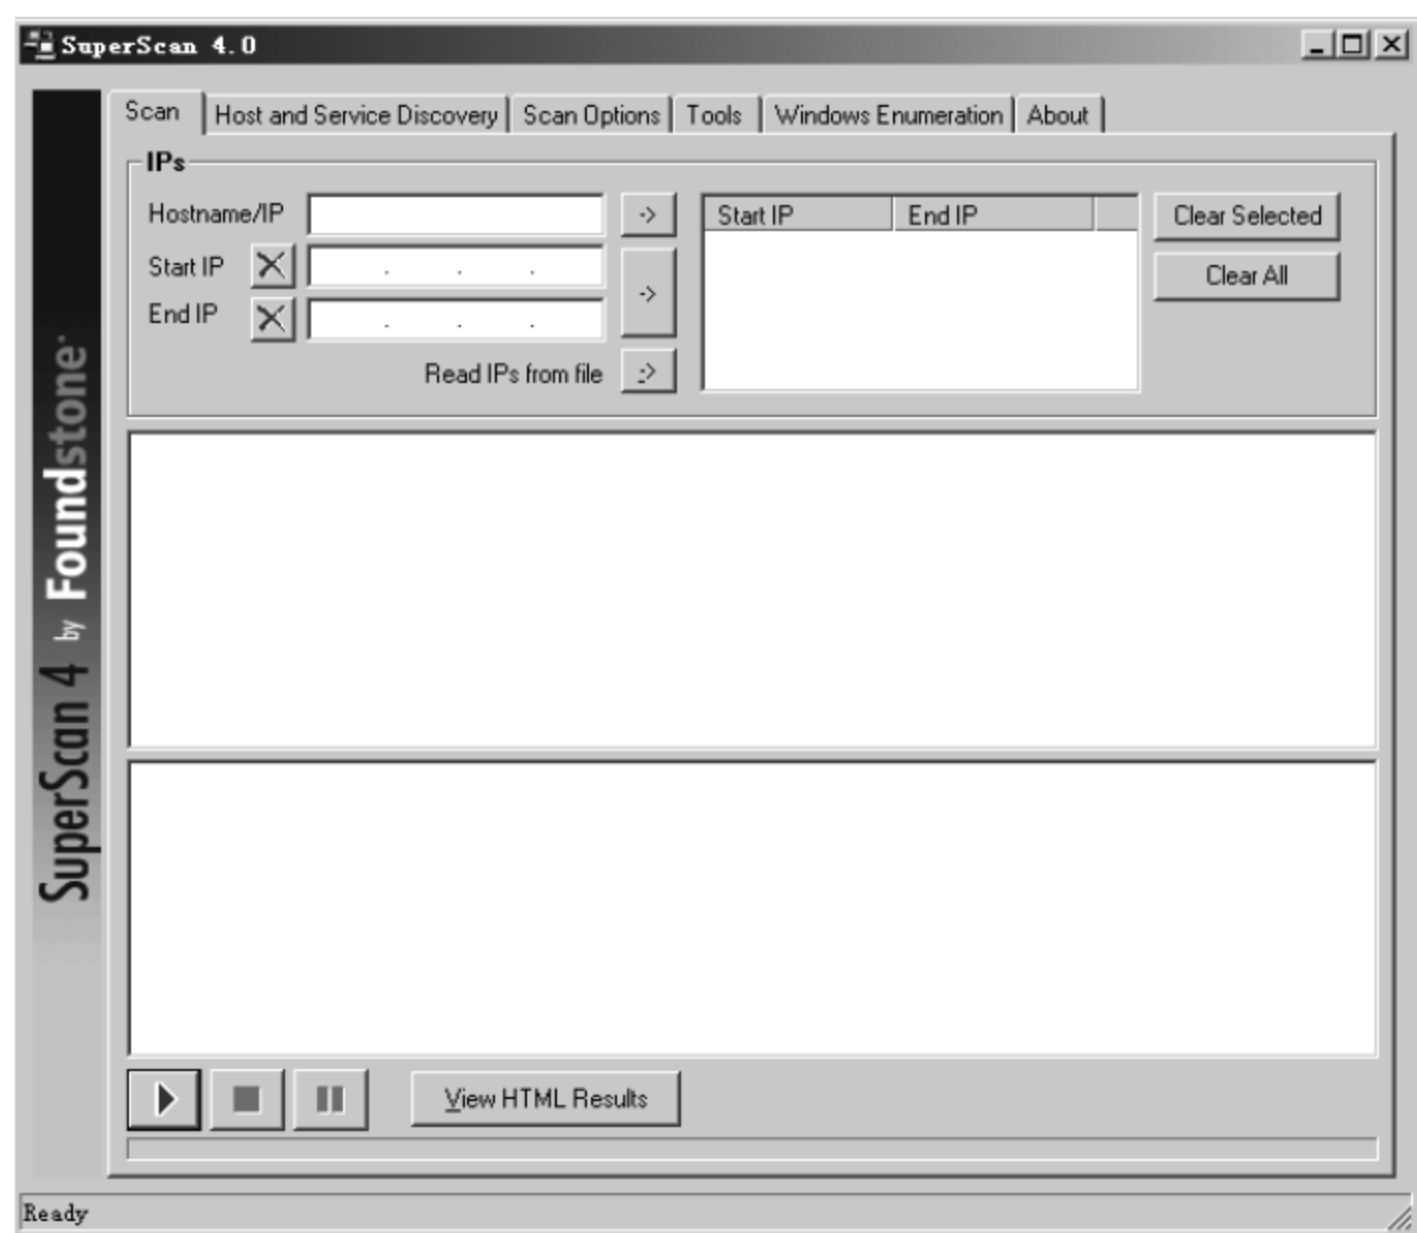 SuperScan 4.0
Scan Host and Service Discovery Scan Options Tools Windows Enumeration About
IPs
Hostname/IP -> Start IP End IP Clear Selected
Start IP . . . -> Clear All
End IP . . .
Read IPs from file ->
SuperScan 4 by Foundstone
View HTML Results
Ready